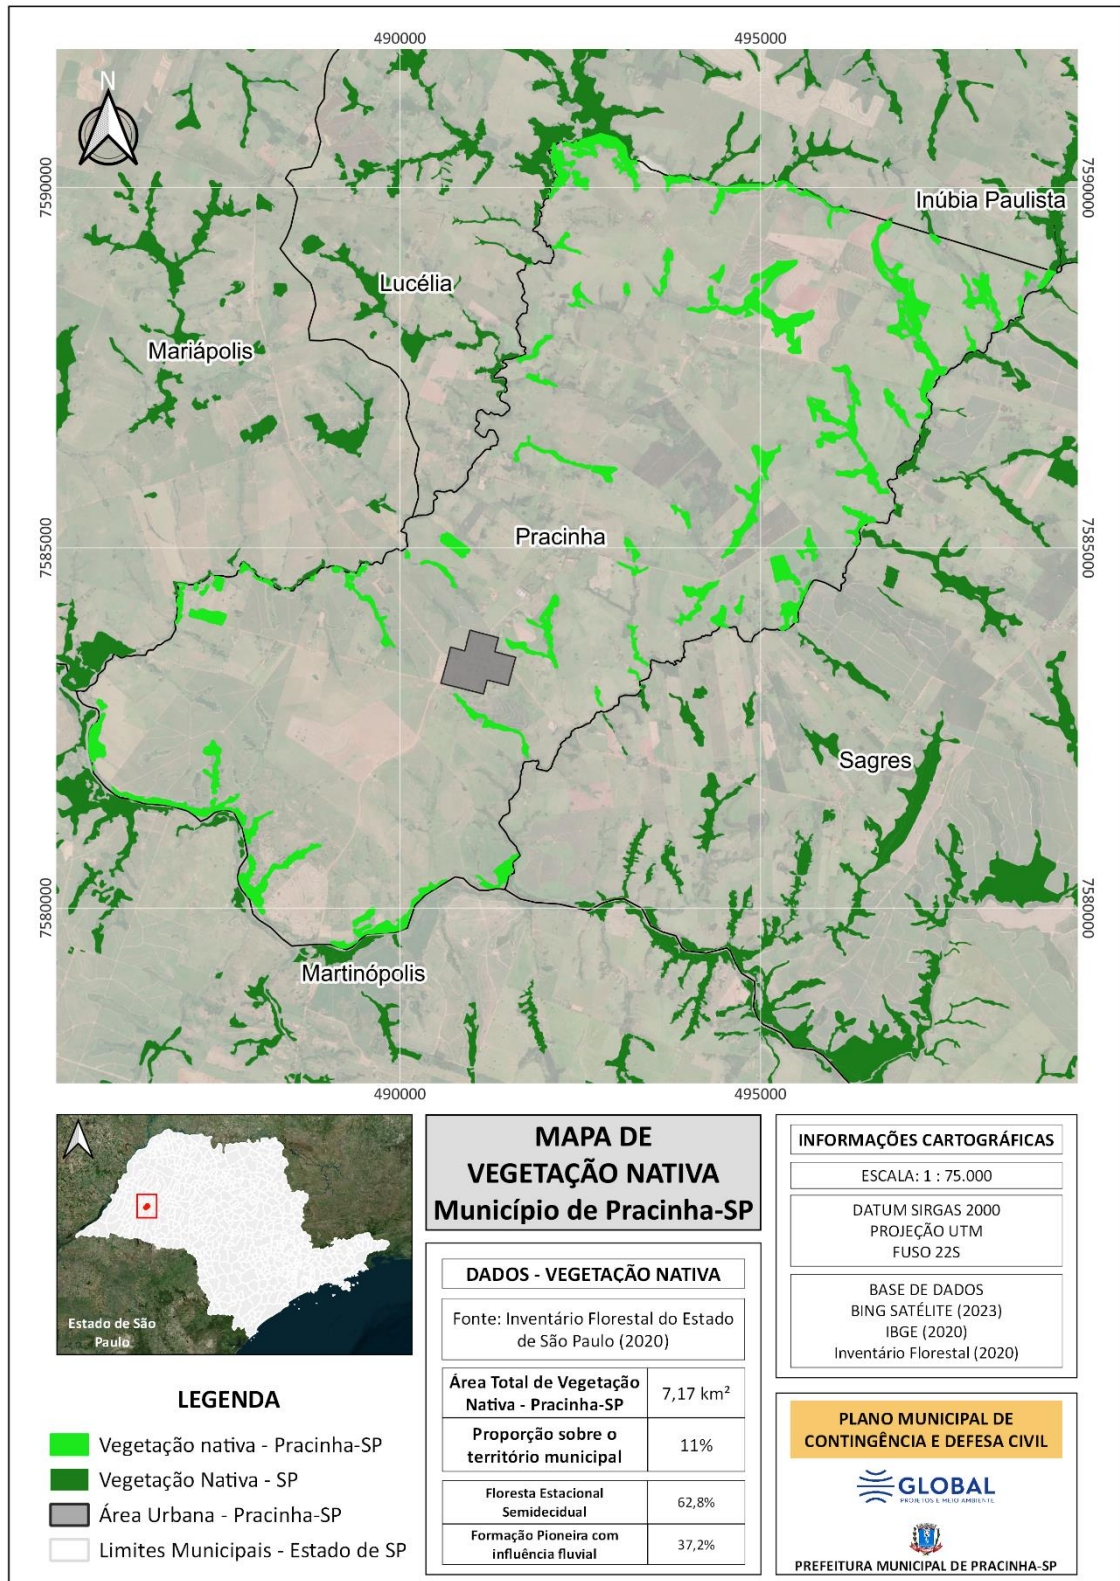 490000
495000
N
7590000
7590000
Inúbia Paulista
Lucélia
Mariápolis
Pracinha
7585000
7585000
Sagres
7580000
7580000
Martinópolis
490000
495000
Estado de São
Paulo
LEGENDA
Vegetação nativa - Pracinha-SP
Vegetação Nativa - SP
Área Urbana - Pracinha-SP
Limites Municipais - Estado de SP
MAPA DE
VEGETAÇÃO NATIVA
Município de Pracinha-SP
DADOS - VEGETAÇÃO NATIVA
Fonte: Inventário Florestal do Estado
de São Paulo (2020)
Área Total de Vegetação
Nativa - Pracinha-SP
7,17 km²
Proporção sobre o
território municipal
11%
Floresta Estacional
Semidecidual
62,8%
Formação Pioneira com
influência fluvial
37,2%
INFORMAÇÕES CARTOGRÁFICAS
ESCALA: 1 : 75.000
DATUM SIRGAS 2000
PROJEÇÃO UTM
FUSO 22S
BASE DE DADOS
BING SATÉLITE (2023)
IBGE (2020)
Inventário Florestal (2020)
PLANO MUNICIPAL DE
CONTINGÊNCIA E DEFESA CIVIL
GLOBAL
PROJETOS E MEIO AMBIENTE
PREFEITURA MUNICIPAL DE PRACINHA-SP